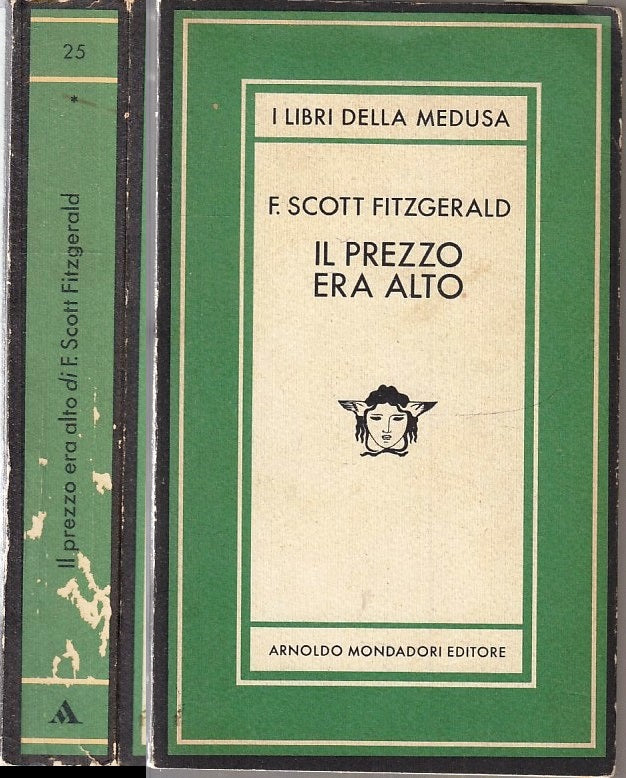 25
*
Il prezzo era alto di F. Scott Fitzgerald
I LIBRI DELLA MEDUSA
F. SCOTT FITZGERALD
IL PREZZO
ERA ALTO
ARNOLDO MONDADORI EDITORE